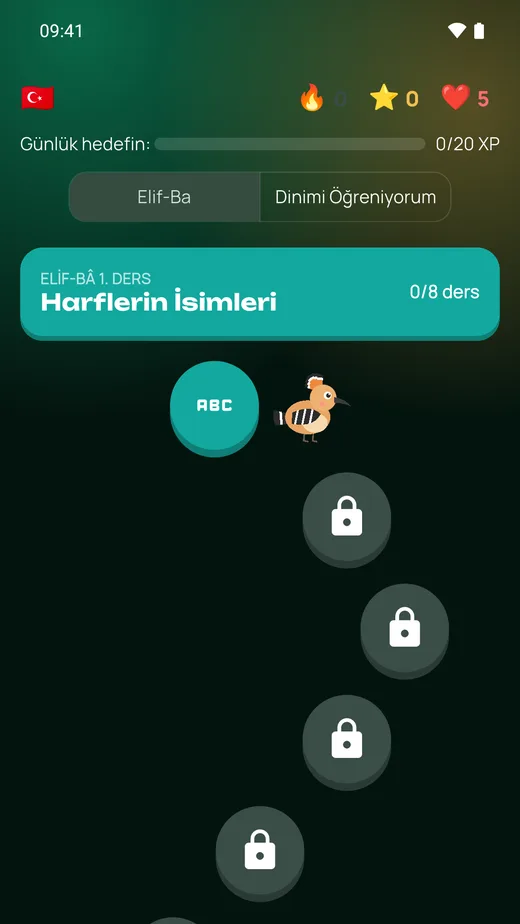 09:41
0 0 5
Günlük hedefin: 0/20 XP
Elif-Ba Dinimi Öğreniyorum
ELİF-BÂ 1. DERS
Harflerin İsimleri
0/8 ders
ABC